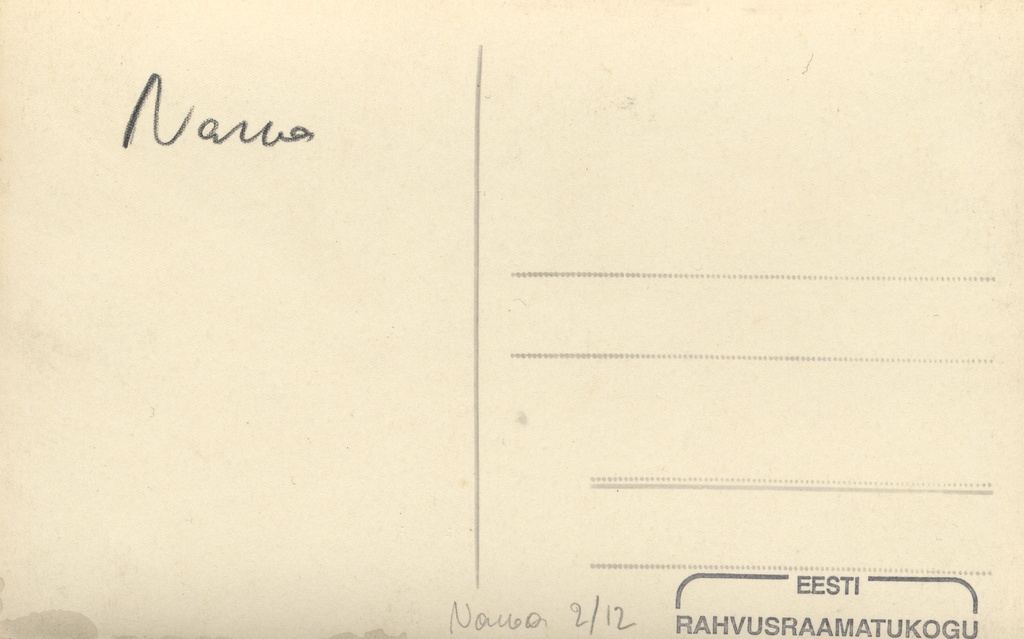 Narva
Narva 2/12
EESTI
RAHVUSRAAMATUKOGU